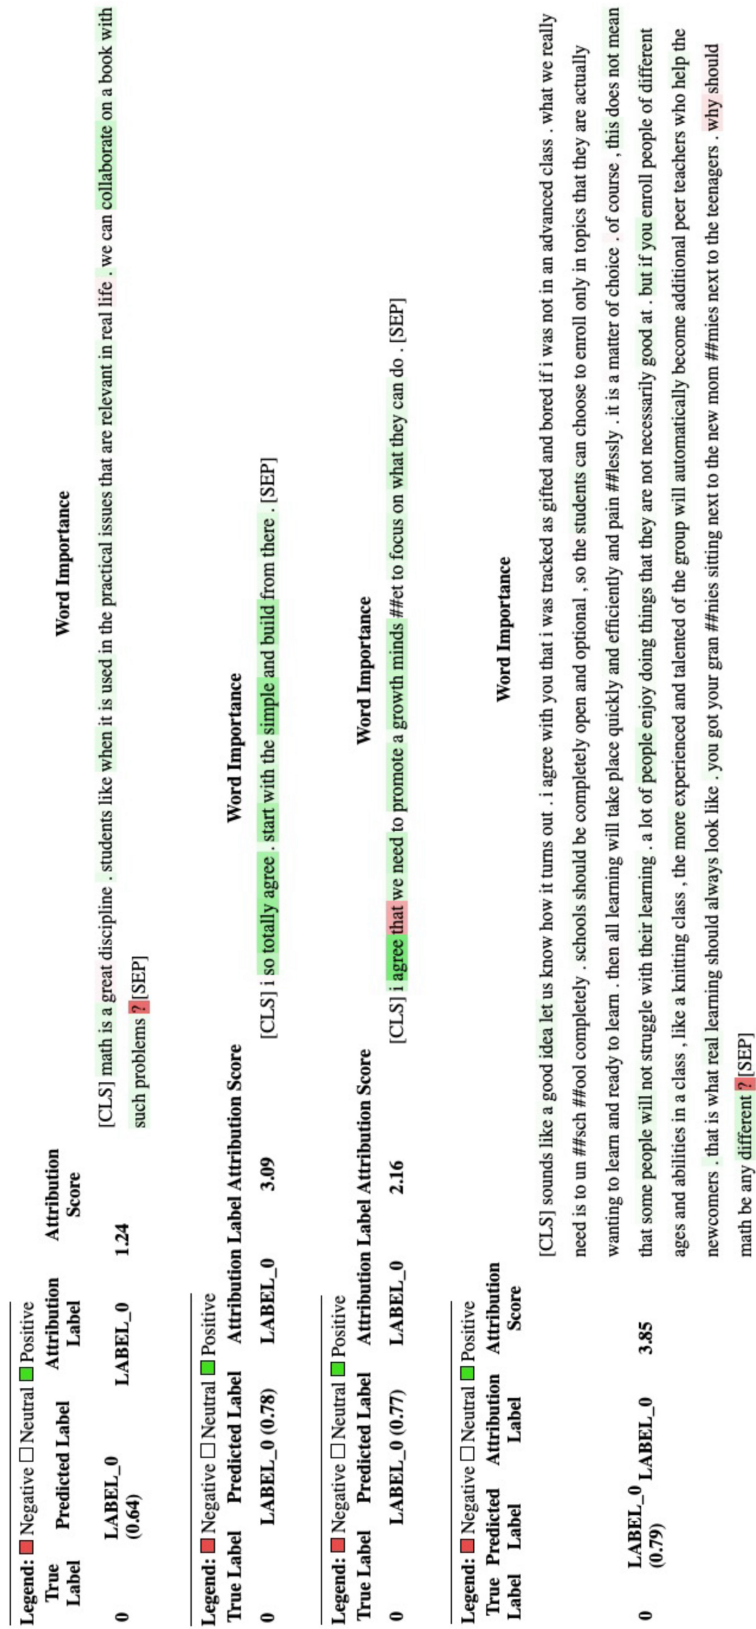 Legend: Negative Neutral Positive
True Label Predicted Label Attribution Label Attribution Score Word Importance
0 LABEL_0 (0.64) LABEL_0 1.24 [CLS] math is a great discipline . students like when it is used in the practical issues that are relevant in real life . we can collaborate on a book with
such problems ? [SEP]
Legend: Negative Neutral Positive
True Label Predicted Label Attribution Label Attribution Score Word Importance
0 LABEL_0 (0.78) LABEL_0 3.09 [CLS] i so totally agree . start with the simple and build from there . [SEP]
Legend: Negative Neutral Positive
True Label Predicted Label Attribution Label Attribution Score Word Importance
0 LABEL_0 (0.77) LABEL_0 2.16 [CLS] i agree that we need to promote a growth minds ##et to focus on what they can do . [SEP]
Legend: Negative Neutral Positive
True Label Predicted Label Attribution Label Attribution Score Word Importance
[CLS] sounds like a good idea let us know how it turns out . i agree with you that i was tracked as gifted and bored if i was not in an advanced class . what we really
need is to un ##sch ##ool completely . schools should be completely open and optional , so the students can choose to enroll only in topics that they are actually
wanting to learn and ready to learn . then all learning will take place quickly and efficiently and pain ##lessly . it is a matter of choice . of course , this does not mean
0 LABEL_0 (0.79) LABEL_0 3.85 that some people will not struggle with their learning . a lot of people enjoy doing things that they are not necessarily good at . but if you enroll people of different
ages and abilities in a class , like a knitting class , the more experienced and talented of the group will automatically become additional peer teachers who help the
newcomers . that is what real learning should always look like . you got your gran ##nies sitting next to the new mom ##mies next to the teenagers . why should
math be any different ? [SEP]